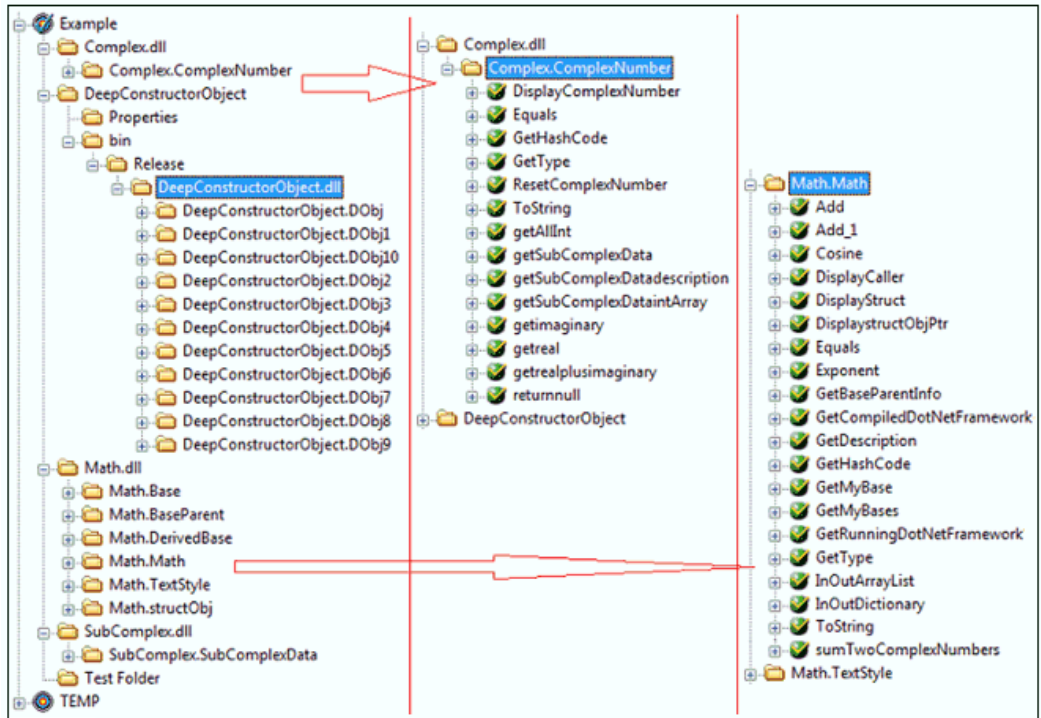 Example
Complex.dll
Complex.ComplexNumber
DeepConstructorObject
Properties
bin
Release
DeepConstructorObject.dll
DeepConstructorObject.DObj
DeepConstructorObject.DObj1
DeepConstructorObject.DObj10
DeepConstructorObject.DObj2
DeepConstructorObject.DObj3
DeepConstructorObject.DObj4
DeepConstructorObject.DObj5
DeepConstructorObject.DObj6
DeepConstructorObject.DObj7
DeepConstructorObject.DObj8
DeepConstructorObject.DObj9
Math.dll
Math.Base
Math.BaseParent
Math.DerivedBase
Math.Math
Math.TextStyle
Math.structObj
SubComplex.dll
SubComplex.SubComplexData
Test Folder
TEMP
Complex.dll
Complex.ComplexNumber
DisplayComplexNumber
Equals
GetHashCode
GetType
ResetComplexNumber
ToString
getAllInt
getSubComplexData
getSubComplexDatadescription
getSubComplexDataintArray
getimaginary
getreal
getrealplusimaginary
returnnull
DeepConstructorObject
Math.Math
Add
Add_1
Cosine
DisplayCaller
DisplayStruct
DisplaystructObjPtr
Equals
Exponent
GetBaseParentInfo
GetCompiledDotNetFramework
GetDescription
GetHashCode
GetMyBase
GetMyBases
GetRunningDotNetFramework
GetType
InOutArrayList
InOutDictionary
ToString
sumTwoComplexNumbers
Math.TextStyle